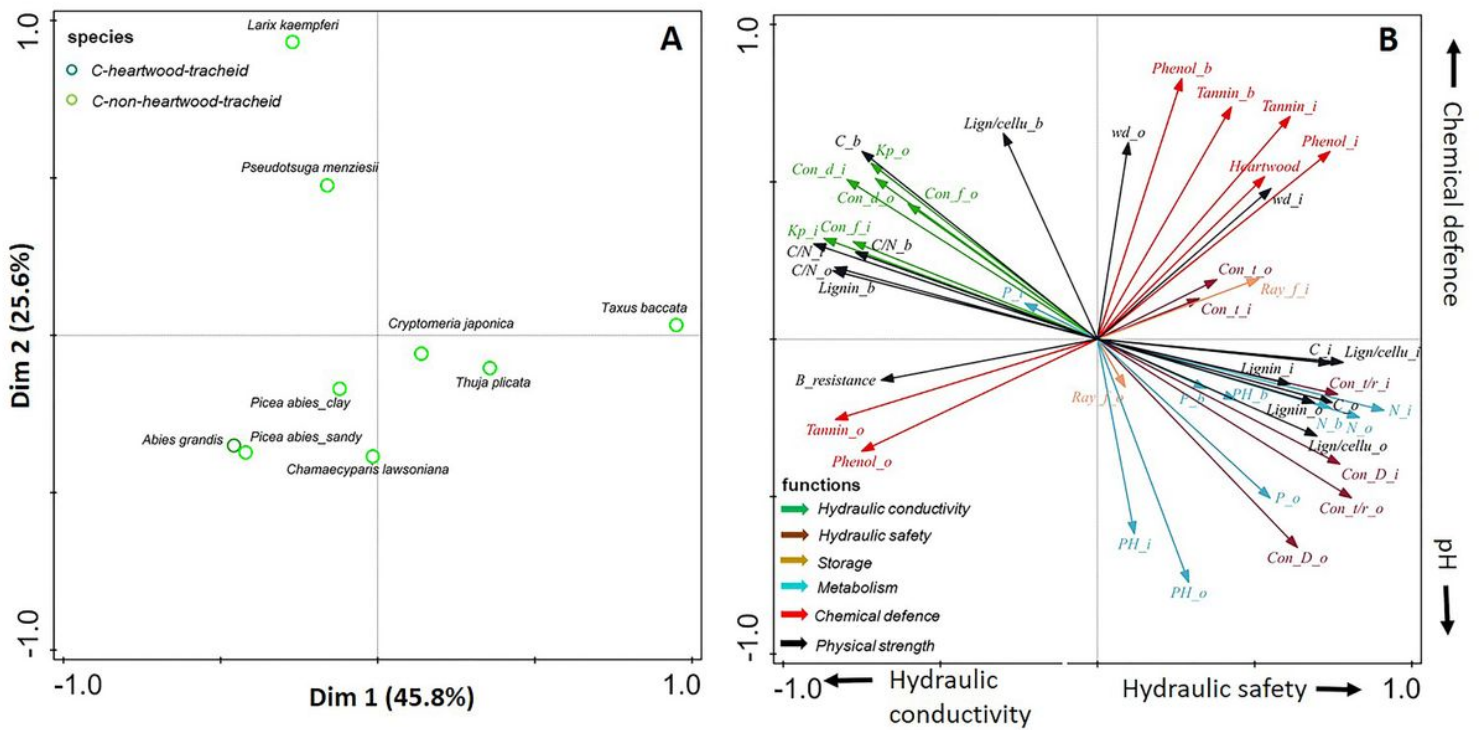 A
1.0
Larix kaempferi
species
C-heartwood-tracheid
C-non-heartwood-tracheid
Pseudotsuga menziesii
Taxus baccata
Cryptomeria japonica
Thuja plicata
Picea abies_clay
Abies grandis
Picea abies_sandy
Chamaecyparis lawsoniana
Dim 2 (25.6%)
-1.0
-1.0
Dim 1 (45.8%)
1.0
B
1.0
Phenol_b
Tannin_b
Tannin_i
Lign/cellu_b
wd_o
Phenol_i
C_b
Kp_o
Con_d_i
Heartwood
Con_d_o
Con_f_o
wd_i
Kp_i
Con_f_i
C/N_i
C/N_b
C/N_o
Lignin_b
P_i
Con_t_o
Ray_f_i
Con_t_i
C_i
Lign/cellu_i
B_resistance
Lignin_i
Con_t/r_i
Ray_f_o
P_b
PH_b
Lignin_o
C_o
N_i
Tannin_o
N_b
N_o
Lign/cellu_o
Phenol_o
Con_D_i
P_o
Con_t/r_o
PH_i
Con_D_o
PH_o
functions
Hydraulic conductivity
Hydraulic safety
Storage
Metabolism
Chemical defence
Physical strength
-1.0
-1.0
Hydraulic
conductivity
Hydraulic safety
1.0
Chemical defence
pH